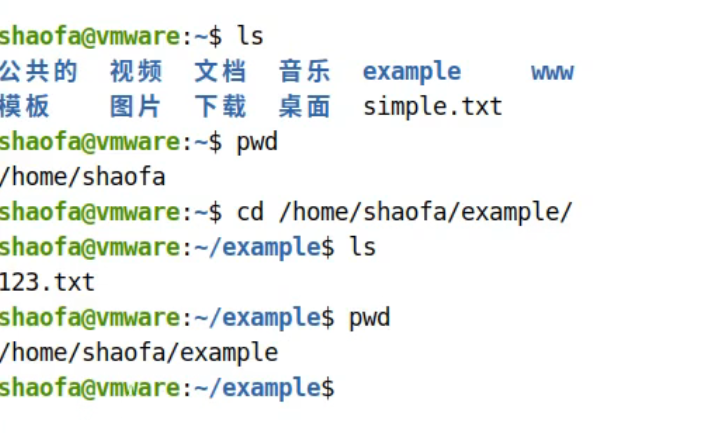 shaofa@vmware:~$ ls
公共的 视频 文档 音乐 example www
模板 图片 下载 桌面 simple.txt
shaofa@vmware:~$ pwd
/home/shaofa
shaofa@vmware:~$ cd /home/shaofa/example/
shaofa@vmware:~/example$ ls
123.txt
shaofa@vmware:~/example$ pwd
/home/shaofa/example
shaofa@vmware:~/example$